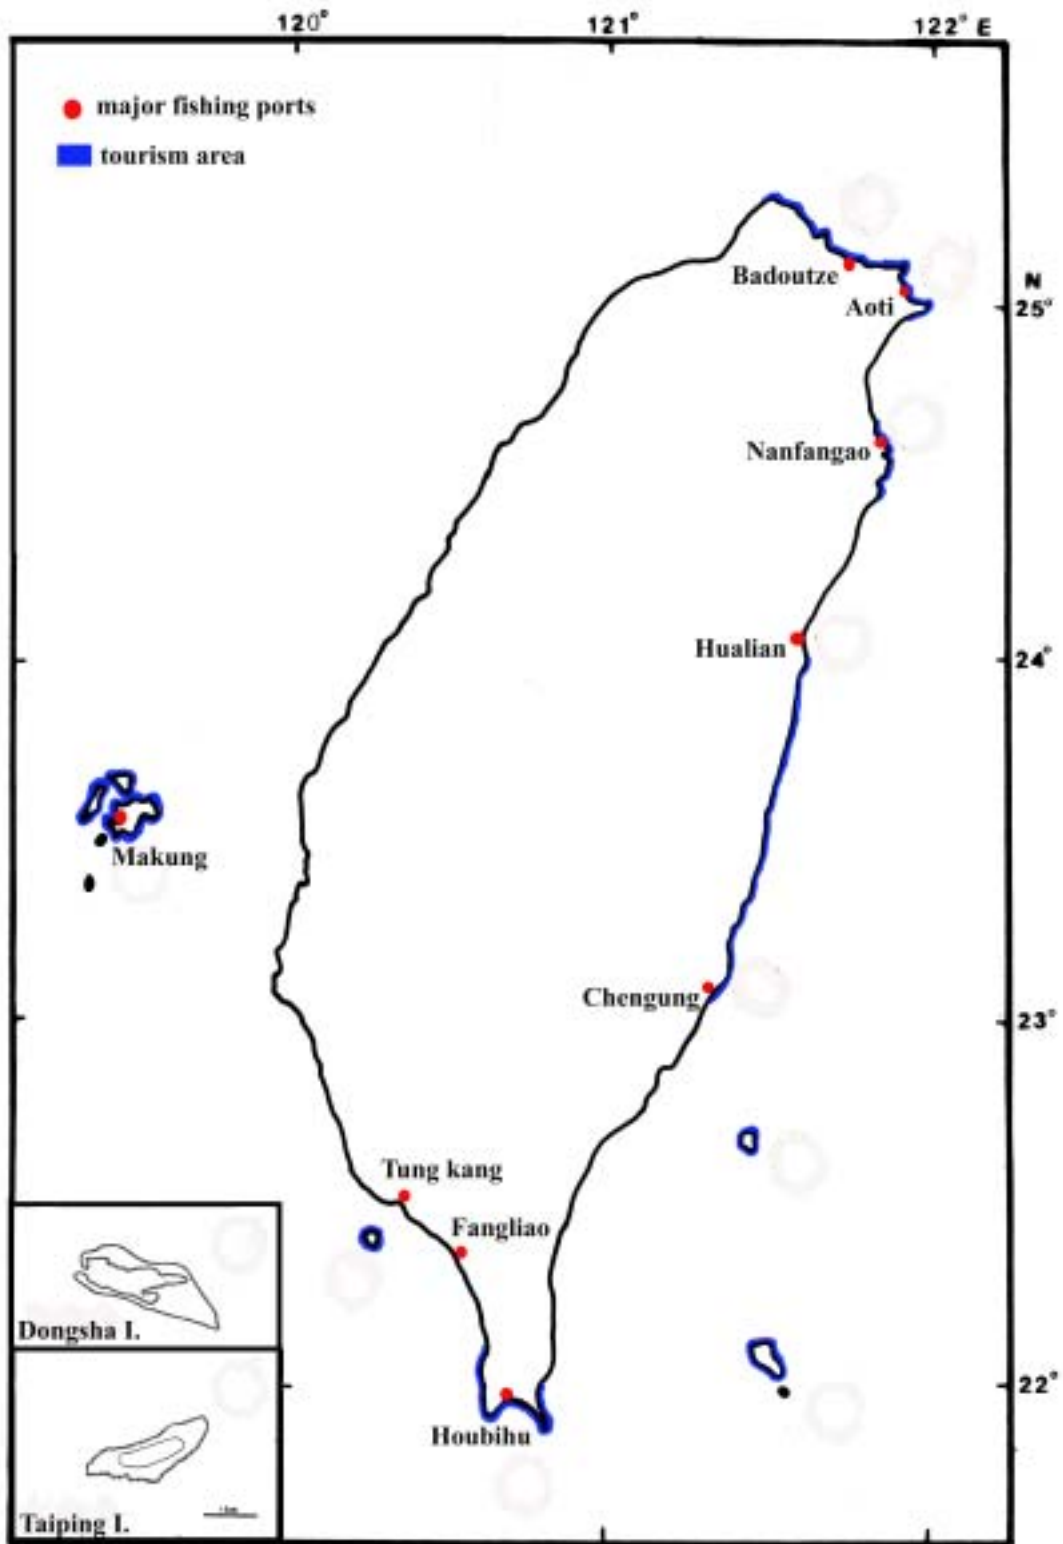 120° 121° 122° E
major fishing ports
tourism area
Badoutze
N
Aoti
25°
Nanfangao
Hualian
24°
Makung
Chengung
23°
Tung kang
Fangliao
Dongsha I.
22°
Houbihu
Taiping I.